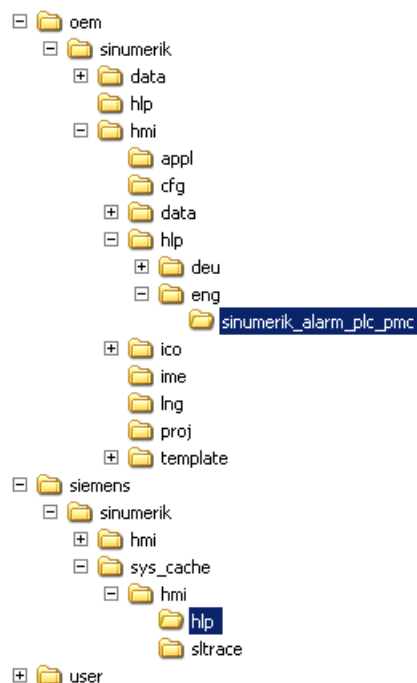 oem
sinumerik
data
hlp
hmi
appl
cfg
data
hlp
deu
eng
sinumerik_alarm_plc_pmc
ico
ime
lng
proj
template
siemens
sinumerik
hmi
sys_cache
hmi
hlp
sltrace
user